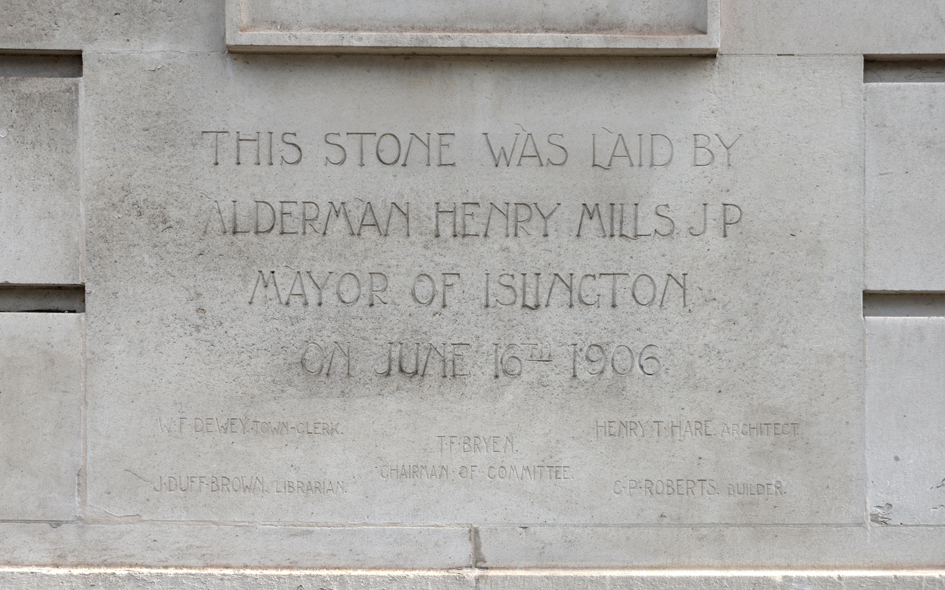 THIS STONE WAS LAID BY
ALDERMAN HENRY MILLS J P
MAYOR OF ISLINGTON
ON JUNE 16TH 1906
W·F·DEWEY·TOWN-CLERK.
J·DUFF·BROWN. LIBRARIAN.
T·F·BRYEN.
CHAIRMAN·OF·COMMITTEE.
HENRY·T·HARE. ARCHITECT.
C·P·ROBERTS. BUILDER.